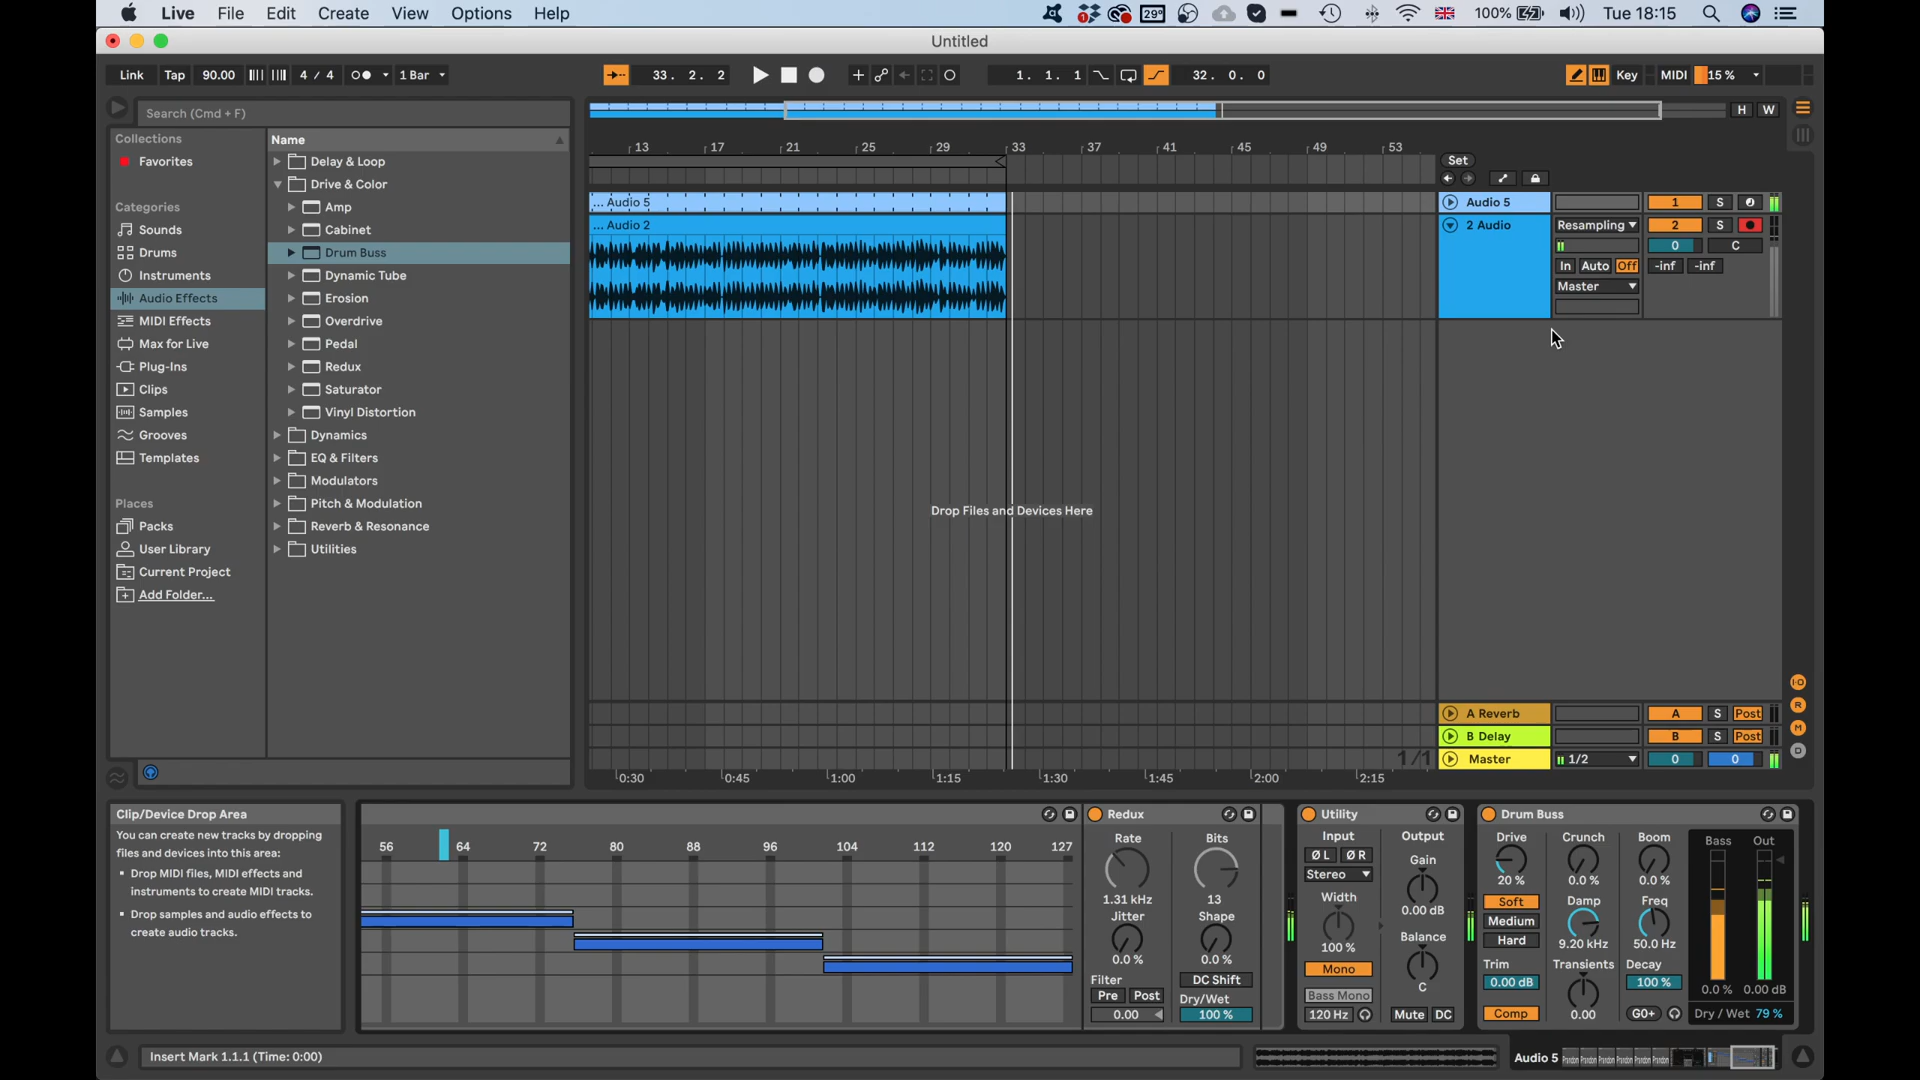 Live File Edit Create View Options Help
1 29° 100% Tue 18:15
Untitled
Link Tap 90.00 4 / 4 1 Bar 33. 2. 2 1. 1. 1 32. 0. 0 Key MIDI 15 %
Search (Cmd + F)
H W
Collections
Favorites
Categories
Sounds
Drums
Instruments
Audio Effects
MIDI Effects
Max for Live
Plug-Ins
Clips
Samples
Grooves
Templates
Places
Packs
User Library
Current Project
Add Folder...
Name
Delay & Loop
Drive & Color
Amp
Cabinet
Drum Buss
Dynamic Tube
Erosion
Overdrive
Pedal
Redux
Saturator
Vinyl Distortion
Dynamics
EQ & Filters
Modulators
Pitch & Modulation
Reverb & Resonance
Utilities
13 17 21 25 29 33 37 41 45 49 53
Set
... Audio 5
... Audio 2
Drop Files and Devices Here
Audio 5 1 S
2 Audio Resampling 2 S
0 C
In Auto Off -inf -inf
Master
A Reverb A S Post
B Delay B S Post
1/1 Master 1/2 0 0
0:30 0:45 1:00 1:15 1:30 1:45 2:00 2:15
I·O
R
M
D
Clip/Device Drop Area
You can create new tracks by dropping
files and devices into this area:
Drop MIDI files, MIDI effects and
instruments to create MIDI tracks.
Drop samples and audio effects to
create audio tracks.
56 64 72 80 88 96 104 112 120 127
Redux
Rate Bits
1.31 kHz 13
Jitter Shape
0.0 % 0.0 %
Filter DC Shift
Pre Post Dry/Wet
0.00 100 %
Utility
Input Output
Ø L Ø R Gain
Stereo
Width 0.00 dB
100 % Balance
Mono
Bass Mono C
120 Hz Mute DC
Drum Buss
Drive Crunch Boom Bass Out
20 % 0.0 % 0.0 %
Soft Damp Freq
Medium
Hard 9.20 kHz 50.0 Hz
Trim Transients Decay
0.00 dB 100 % 0.0 % 0.00 dB
Comp 0.00 G0+ Dry / Wet 79 %
Insert Mark 1.1.1 (Time: 0:00)
Audio 5